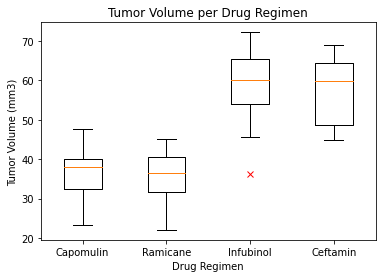 Tumor Volume per Drug Regimen
Tumor Volume (mm3)
70
60
50
40
30
20
Capomulin Ramicane Infubinol Ceftamin
Drug Regimen